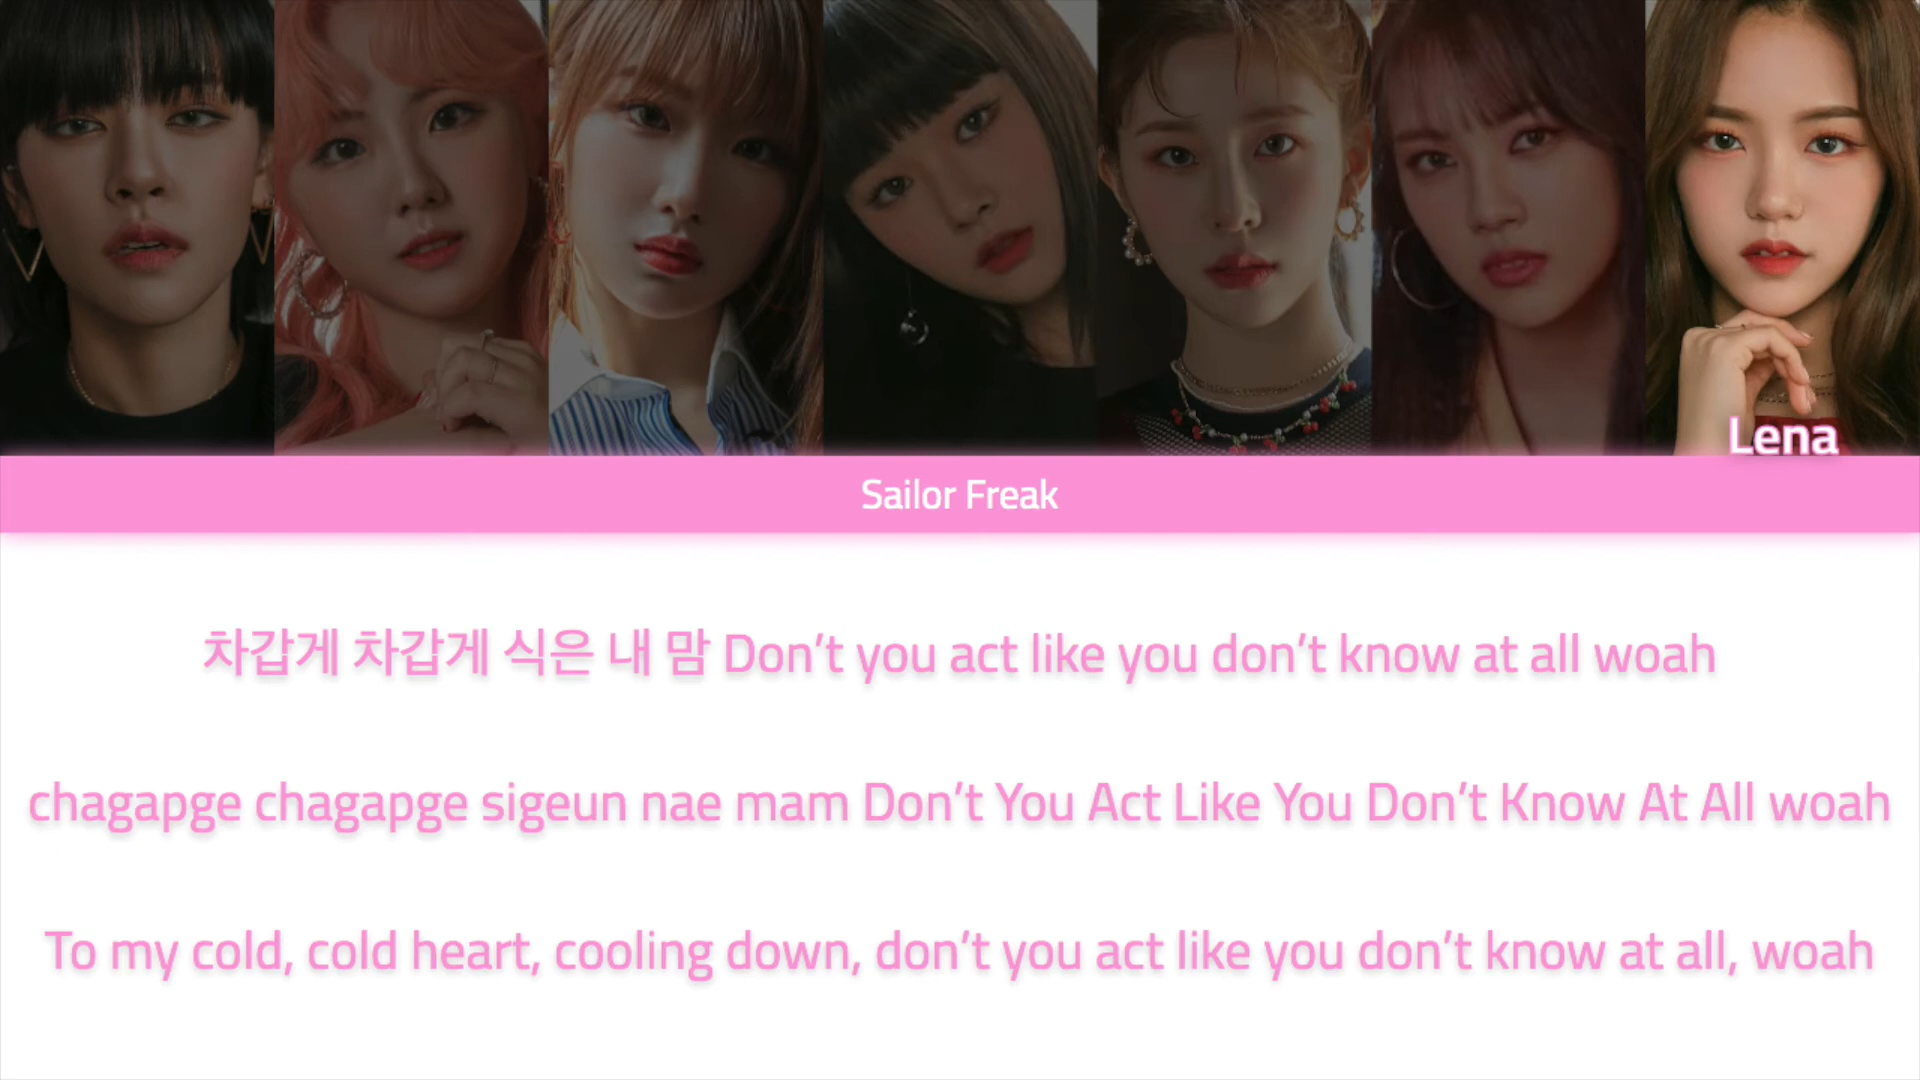 Lena
Sailor Freak
차갑게 차갑게 식은 내 맘 Don’t you act like you don’t know at all woah
chagapge chagapge sigeun nae mam Don’t You Act Like You Don’t Know At All woah
To my cold, cold heart, cooling down, don’t you act like you don’t know at all, woah